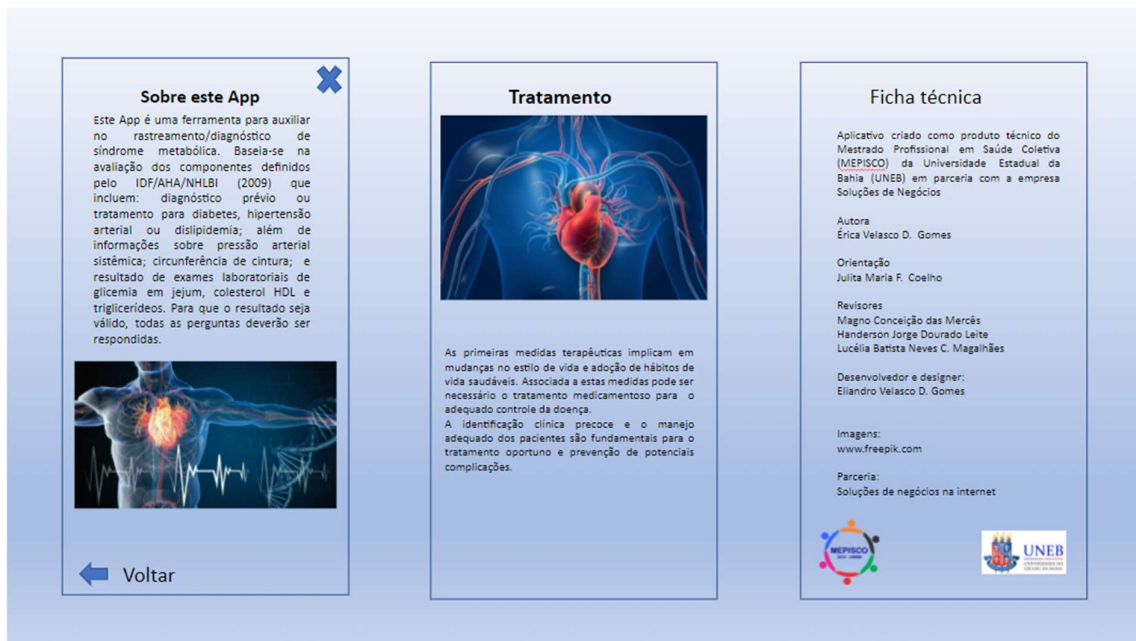 Sobre este App
Este App é uma ferramenta para auxiliar
no rastreamento/diagnóstico de
síndrome metabólica. Baseia-se na
avaliação dos componentes definidos
pelo IDF/AHA/NHLBI (2009) que
incluem: diagnóstico prévio ou
tratamento para diabetes, hipertensão
arterial ou dislipidemia; além de
informações sobre pressão arterial
sistêmica; circunferência de cintura; e
resultado de exames laboratoriais de
glicemia em jejum, colesterol HDL e
triglicerídeos. Para que o resultado seja
válido, todas as perguntas deverão ser
respondidas.
Voltar
Tratamento
As primeiras medidas terapêuticas implicam em
mudanças no estilo de vida e adoção de hábitos de
vida saudáveis. Associada a estas medidas pode ser
necessário o tratamento medicamentoso para o
adequado controle da doença.
A identificação clínica precoce e o manejo
adequado dos pacientes são fundamentais para o
tratamento oportuno e prevenção de potenciais
complicações.
Ficha técnica
Aplicativo criado como produto técnico do
Mestrado Profissional em Saúde Coletiva
(MEPISCO) da Universidade Estadual da
Bahia (UNEB) em parceria com a empresa
Soluções de Negócios
Autora
Érica Velasco D. Gomes
Orientação
Julita Maria F. Coelho
Revisores
Magno Conceição das Mercês
Handerson Jorge Dourado Leite
Lucélia Batista Neves C. Magalhães
Desenvolvedor e designer:
Eliandro Velasco D. Gomes
Imagens:
www.freepik.com
Parceria:
Soluções de negócios na internet
MEPISCO
UNEB
UNIVERSIDADE DO
ESTADO DA BAHIA